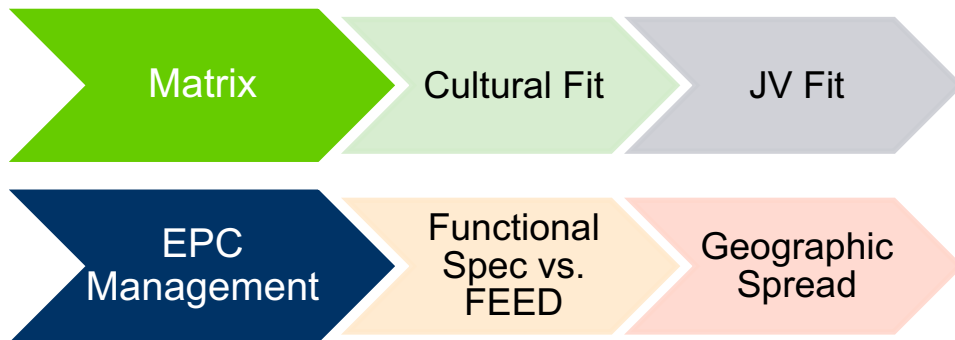 Matrix
Cultural Fit
JV Fit
EPC
Management
Functional
Spec vs.
FEED
Geographic
Spread